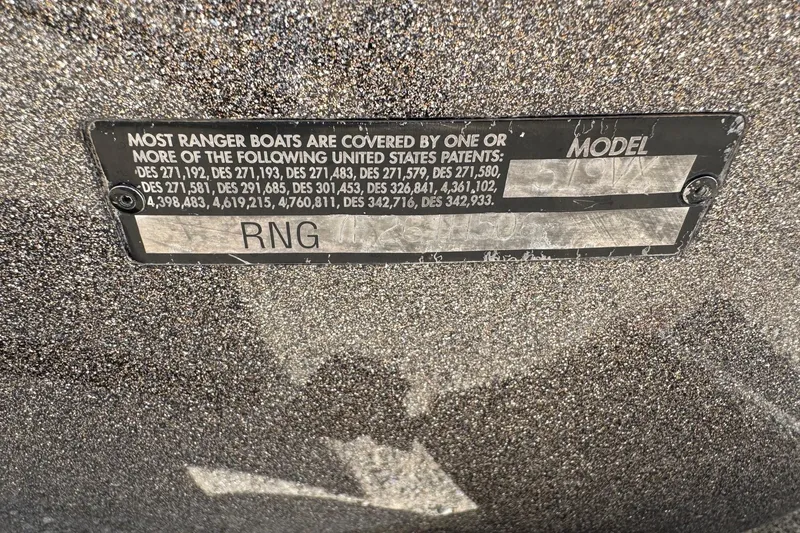 MOST RANGER BOATS ARE COVERED BY ONE OR
MORE OF THE FOLLOWING UNITED STATES PATENTS:
DES 271,192, DES 271,193, DES 271,483, DES 271,579, DES 271,580,
DES 271,581, DES 291,685, DES 301,453, DES 326,841, 4,361,102,
4,398,483, 4,619,215, 4,760,811, DES 342,716, DES 342,933.
MODEL
RNG